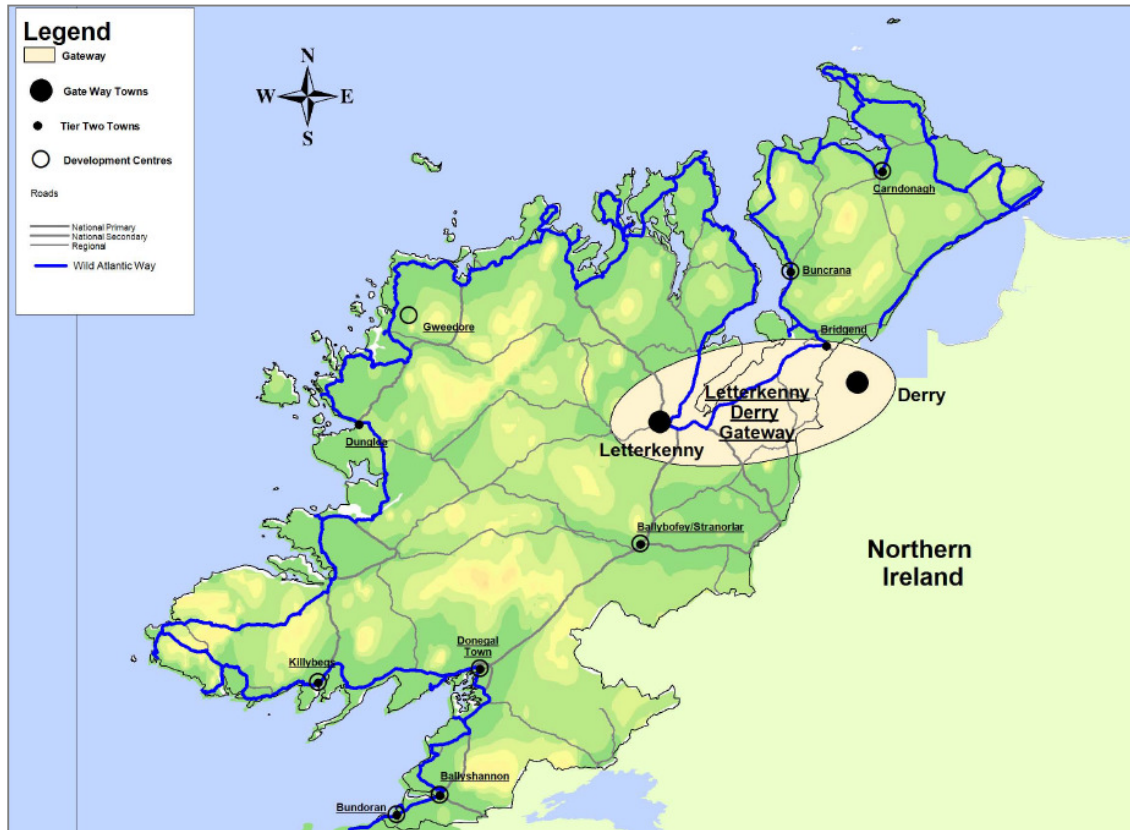 Legend
Gateway
Gate Way Towns
Tier Two Towns
Development Centres
Roads
National Primary
National Secondary
Regional
Wild Atlantic Way
N
W E
S
Carndonagh
Buncrana
Gweedore
Bridgend
Letterkenny
Derry
Gateway
Derry
Dungloe
Letterkenny
Ballybofey/Stranorlar
Northern
Ireland
Donegal
Town
Killybegs
Ballyshannon
Bundoran